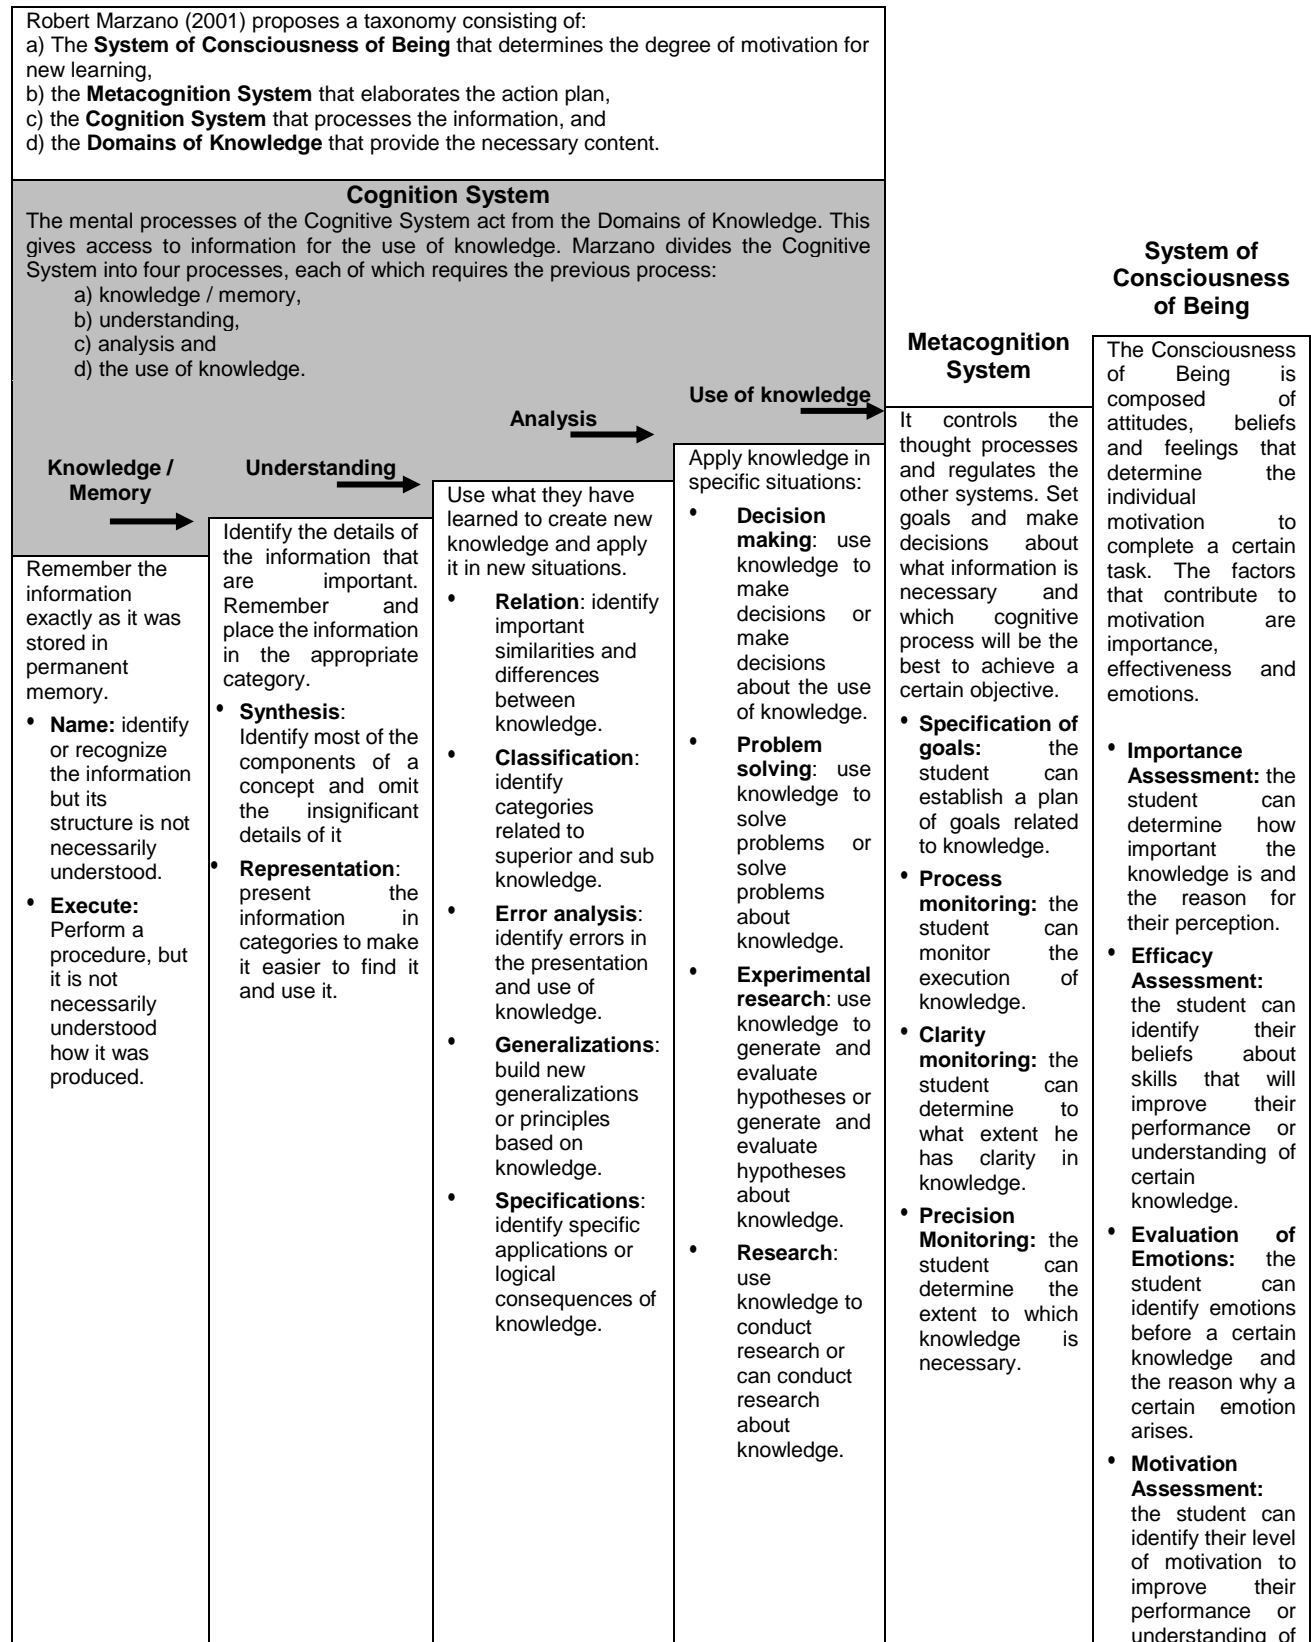 Robert Marzano (2001) proposes a taxonomy consisting of:
a) The System of Consciousness of Being that determines the degree of motivation for
new learning,
b) the Metacognition System that elaborates the action plan,
c) the Cognition System that processes the information, and
d) the Domains of Knowledge that provide the necessary content.
Cognition System
The mental processes of the Cognitive System act from the Domains of Knowledge. This
gives access to information for the use of knowledge. Marzano divides the Cognitive
System into four processes, each of which requires the previous process:
a) knowledge / memory,
b) understanding,
c) analysis and
d) the use of knowledge.
Knowledge /
Memory
Remember the
information
exactly as it was
stored in
permanent
memory.
• Name: identify
or recognize
the information
but its
structure is not
necessarily
understood.
• Execute:
Perform a
procedure, but
it is not
necessarily
understood
how it was
produced.
Understanding
Identify the details of
the information that
are important.
Remember and
place the information
in the appropriate
category.
• Synthesis:
Identify most of the
components of a
concept and omit
the insignificant
details of it
• Representation:
present the
information in
categories to make
it easier to find it
and use it.
Analysis
Use what they have
learned to create new
knowledge and apply
it in new situations.
• Relation: identify
important
similarities and
differences
between
knowledge.
• Classification:
identify
categories
related to
superior and sub
knowledge.
• Error analysis:
identify errors in
the presentation
and use of
knowledge.
• Generalizations:
build new
generalizations
or principles
based on
knowledge.
• Specifications:
identify specific
applications or
logical
consequences of
knowledge.
Use of knowledge
Apply knowledge in
specific situations:
• Decision
making: use
knowledge to
make
decisions or
make
decisions
about the use
of knowledge.
• Problem
solving: use
knowledge to
solve
problems or
solve
problems
about
knowledge.
• Experimental
research: use
knowledge to
generate and
evaluate
hypotheses or
generate and
evaluate
hypotheses
about
knowledge.
• Research:
use
knowledge to
conduct
research or
can conduct
research
about
knowledge.
Metacognition
System
It controls the
thought processes
and regulates the
other systems. Set
goals and make
decisions about
what information is
necessary and
which cognitive
process will be the
best to achieve a
certain objective.
• Specification of
goals: the
student can
establish a plan
of goals related
to knowledge.
• Process
monitoring: the
student can
monitor the
execution of
knowledge.
• Clarity
monitoring: the
student can
determine to
what extent he
has clarity in
knowledge.
• Precision
Monitoring: the
student can
determine the
extent to which
knowledge is
necessary.
System of
Consciousness
of Being
The Consciousness
of Being is
composed of
attitudes, beliefs
and feelings that
determine the
individual
motivation to
complete a certain
task. The factors
that contribute to
motivation are
importance,
effectiveness and
emotions.
• Importance
Assessment: the
student can
determine how
important the
knowledge is and
the reason for
their perception.
• Efficacy
Assessment:
the student can
identify their
beliefs about
skills that will
improve their
performance or
understanding of
certain
knowledge.
• Evaluation of
Emotions: the
student can
identify emotions
before a certain
knowledge and
the reason why a
certain emotion
arises.
• Motivation
Assessment:
the student can
identify their level
of motivation to
improve their
performance or
understanding of